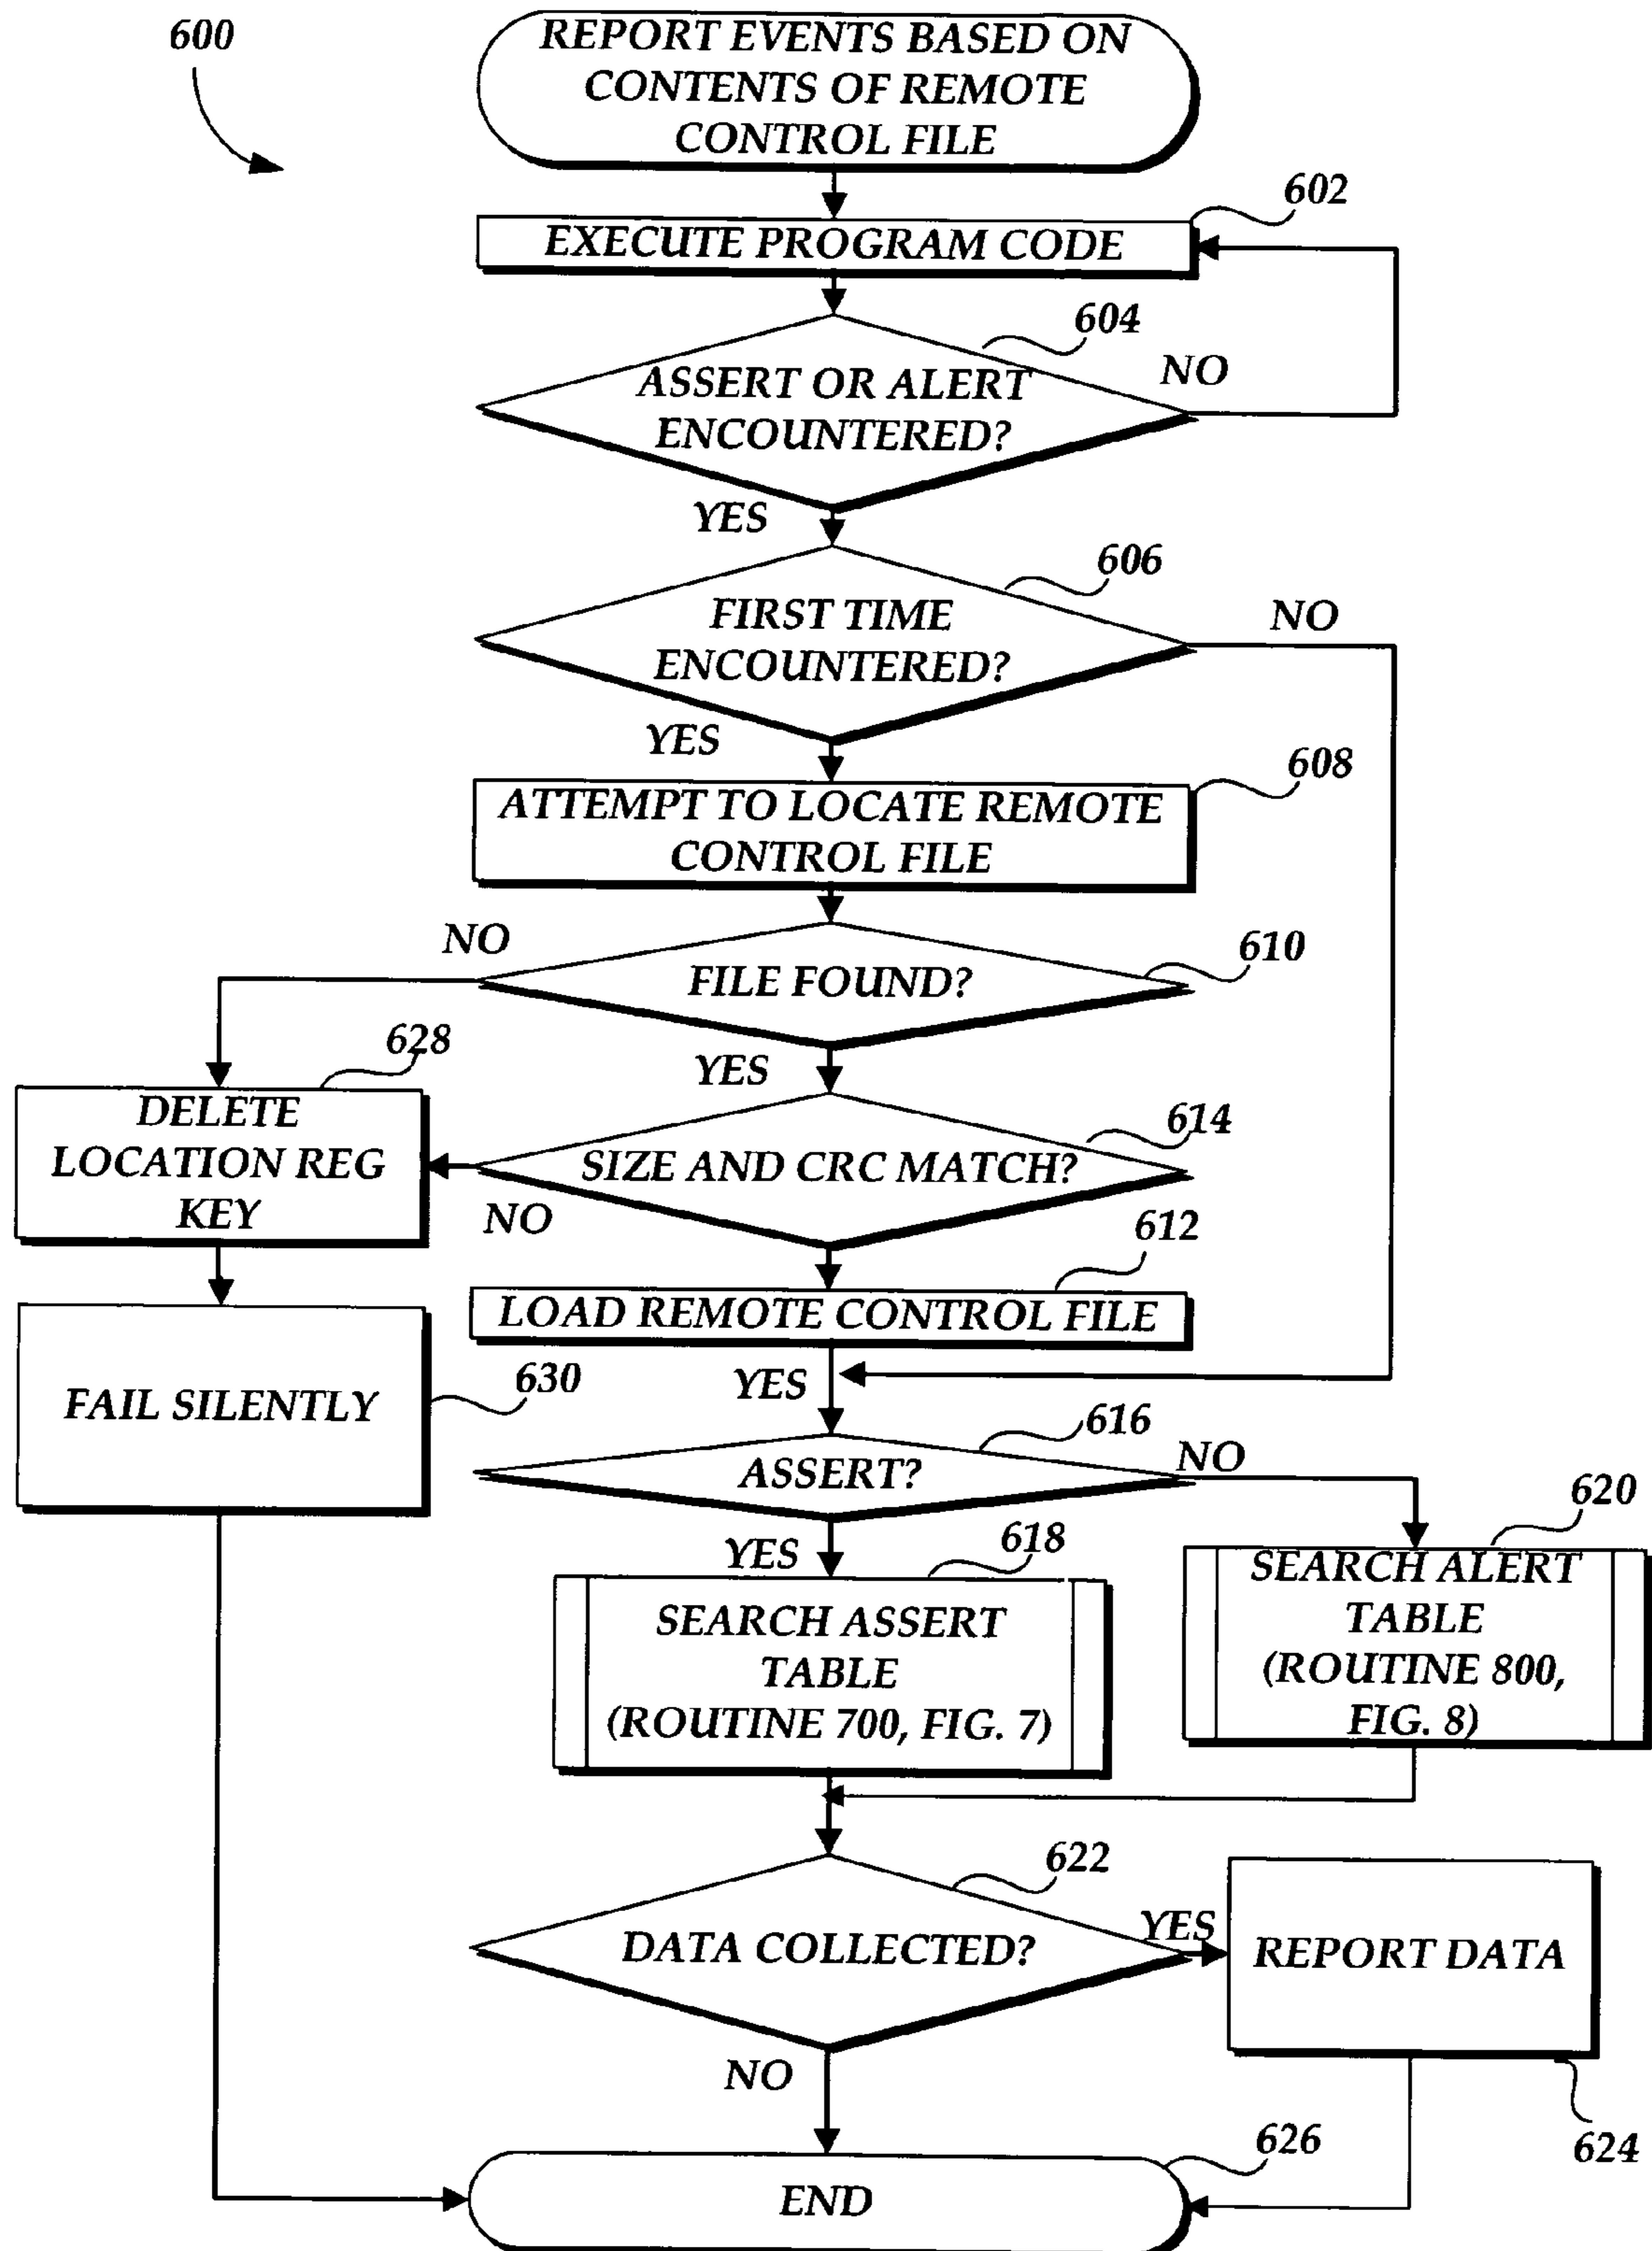 600
REPORT EVENTS BASED ON
CONTENTS OF REMOTE
CONTROL FILE
602
EXECUTE PROGRAM CODE
604
NO
ASSERT OR ALERT
ENCOUNTERED?
YES
606
NO
FIRST TIME
ENCOUNTERED?
YES
608
ATTEMPT TO LOCATE REMOTE
CONTROL FILE
NO
610
FILE FOUND?
628
YES
DELETE
LOCATION REG
KEY
614
SIZE AND CRC MATCH?
NO
612
LOAD REMOTE CONTROL FILE
630
YES
FAIL SILENTLY
616
NO
ASSERT?
620
618
YES
SEARCH ALERT
TABLE
(ROUTINE 800,
FIG. 8)
SEARCH ASSERT
TABLE
(ROUTINE 700, FIG. 7)
622
YES
DATA COLLECTED?
REPORT DATA
NO
624
626
END